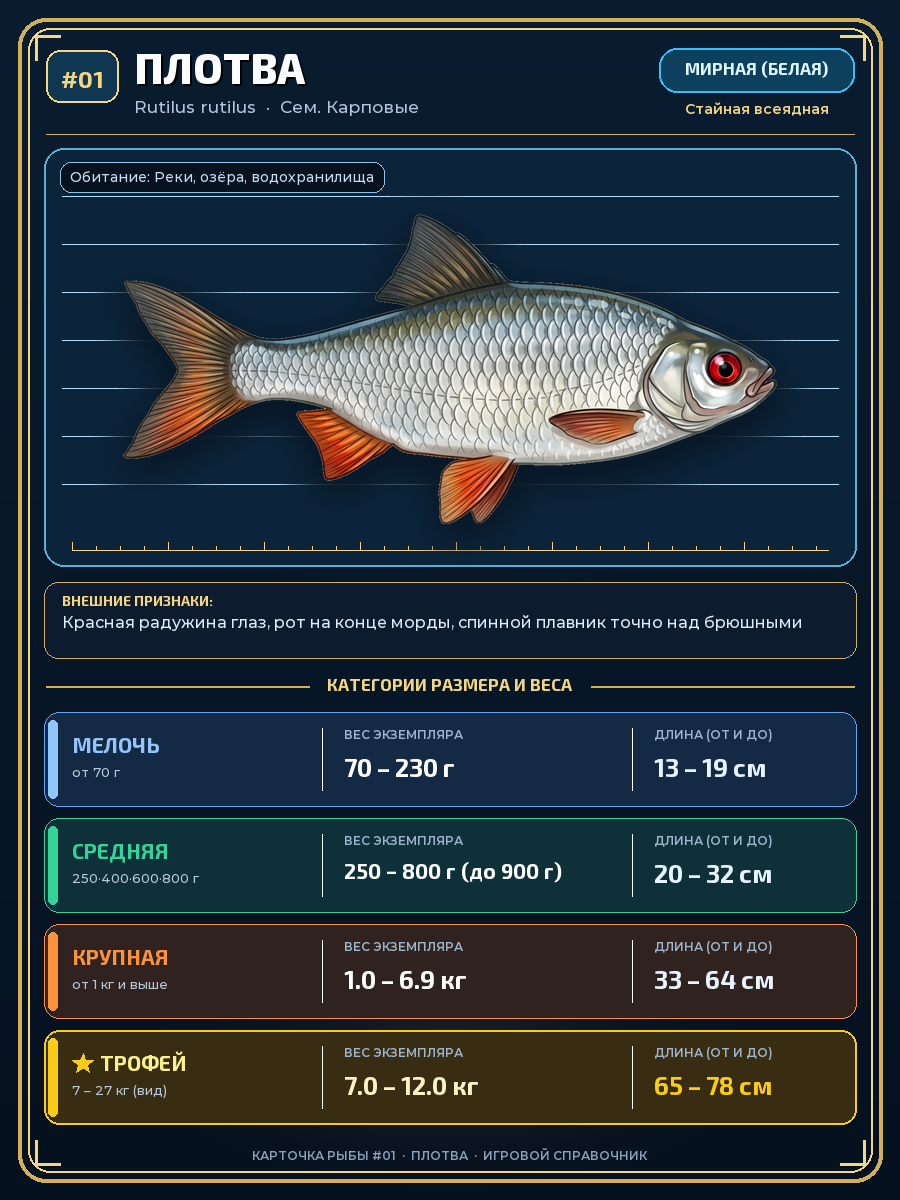 #01
ПЛОТВА
Rutilus rutilus · Сем. Карповые
МИРНАЯ (БЕЛАЯ)
Стайная всеядная
Обитание: Реки, озёра, водохранилища
ВНЕШНИЕ ПРИЗНАКИ:
Красная радужина глаз, рот на конце морды, спинной плавник точно над брюшными
КАТЕГОРИИ РАЗМЕРА И ВЕСА
МЕЛОЧЬ
от 70 г
ВЕС ЭКЗЕМПЛЯРА
70 – 230 г
ДЛИНА (ОТ И ДО)
13 – 19 см
СРЕДНЯЯ
250·400·600·800 г
ВЕС ЭКЗЕМПЛЯРА
250 – 800 г (до 900 г)
ДЛИНА (ОТ И ДО)
20 – 32 см
КРУПНАЯ
от 1 кг и выше
ВЕС ЭКЗЕМПЛЯРА
1.0 – 6.9 кг
ДЛИНА (ОТ И ДО)
33 – 64 см
★ ТРОФЕЙ
7 – 27 кг (вид)
ВЕС ЭКЗЕМПЛЯРА
7.0 – 12.0 кг
ДЛИНА (ОТ И ДО)
65 – 78 см
КАРТОЧКА РЫБЫ #01 · ПЛОТВА · ИГРОВОЙ СПРАВОЧНИК